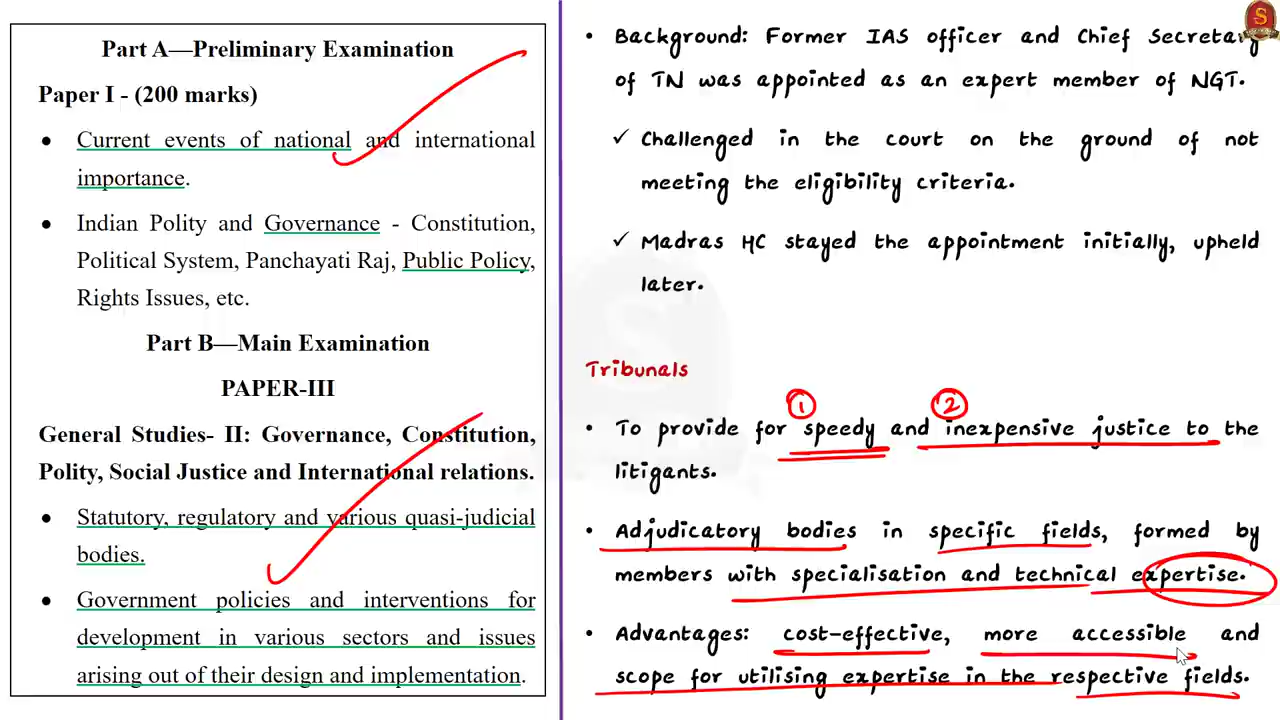 Part A—Preliminary Examination
Paper I - (200 marks)
● Current events of national and international
importance.
● Indian Polity and Governance - Constitution,
Political System, Panchayati Raj, Public Policy,
Rights Issues, etc.
Part B—Main Examination
PAPER-III
General Studies- II: Governance, Constitution,
Polity, Social Justice and International relations.
● Statutory, regulatory and various quasi-judicial
bodies.
● Government policies and interventions for
development in various sectors and issues
arising out of their design and implementation.
• Background: Former IAS officer and Chief Secretary
of TN was appointed as an expert member of NGT.
✓ Challenged in the court on the ground of not
meeting the eligibility criteria.
✓ Madras HC stayed the appointment initially, upheld
later.
Tribunals
① ②
• To provide for speedy and inexpensive justice to the
litigants.
• Adjudicatory bodies in specific fields, formed by
members with specialisation and technical expertise.
• Advantages: cost-effective, more accessible and
scope for utilising expertise in the respective fields.